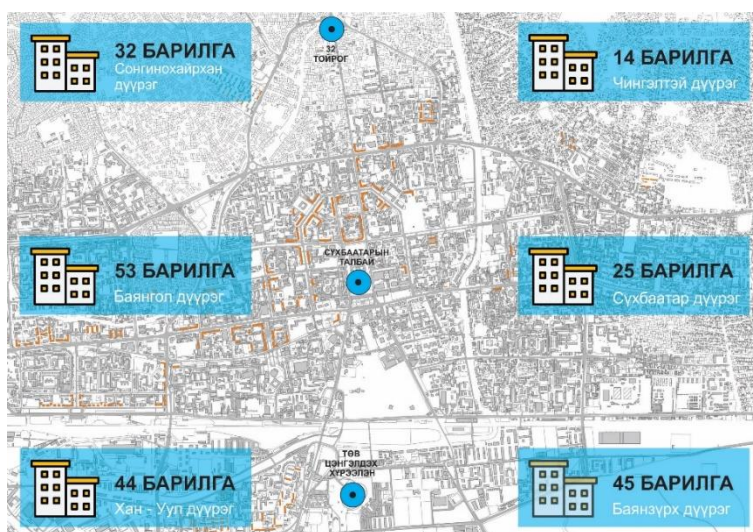 32 БАРИЛГА
Сонгинохайрхан
дүүрэг
32
ТОЙРОГ
14 БАРИЛГА
Чингэлтэй дүүрэг
53 БАРИЛГА
Баянгол дүүрэг
СҮХБААТАРЫН
ТАЛБАЙ
25 БАРИЛГА
Сүхбаатар дүүрэг
44 БАРИЛГА
Хан - Уул дүүрэг
ТӨВ
ЦЭНГЭЛДЭХ
ХҮРЭЭЛЭН
45 БАРИЛГА
Баянзүрх дүүрэг